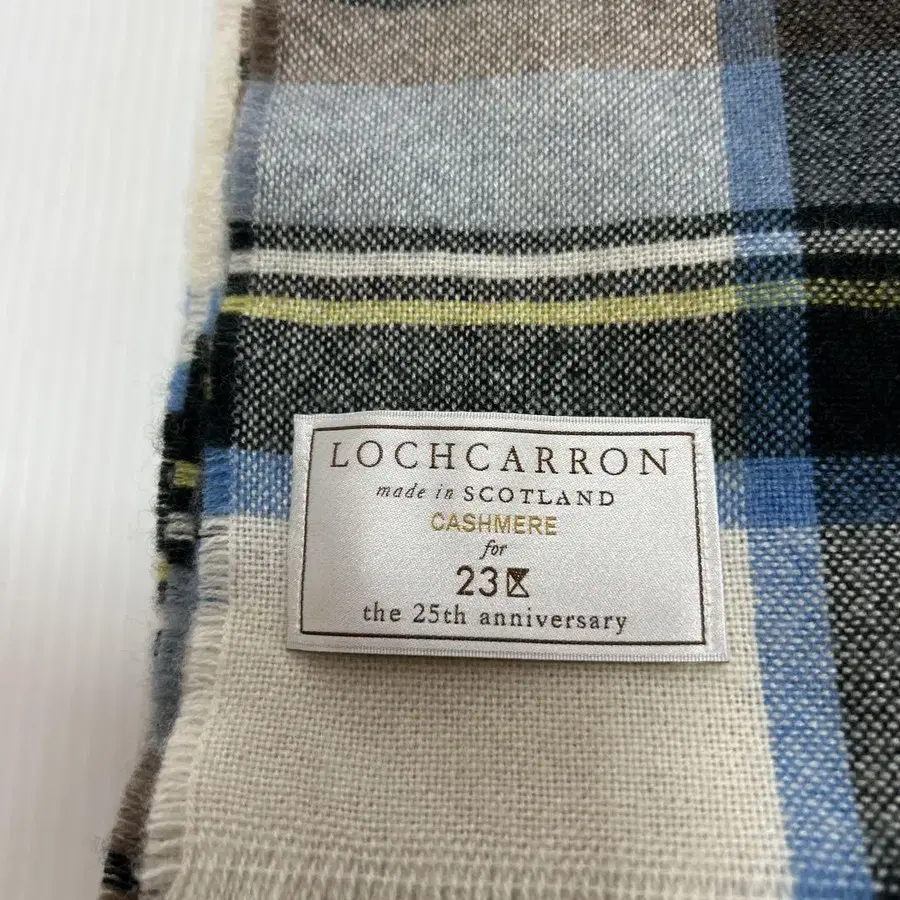 LOCHCARRON
made in SCOTLAND
CASHMERE
for
23区
the 25th anniversary